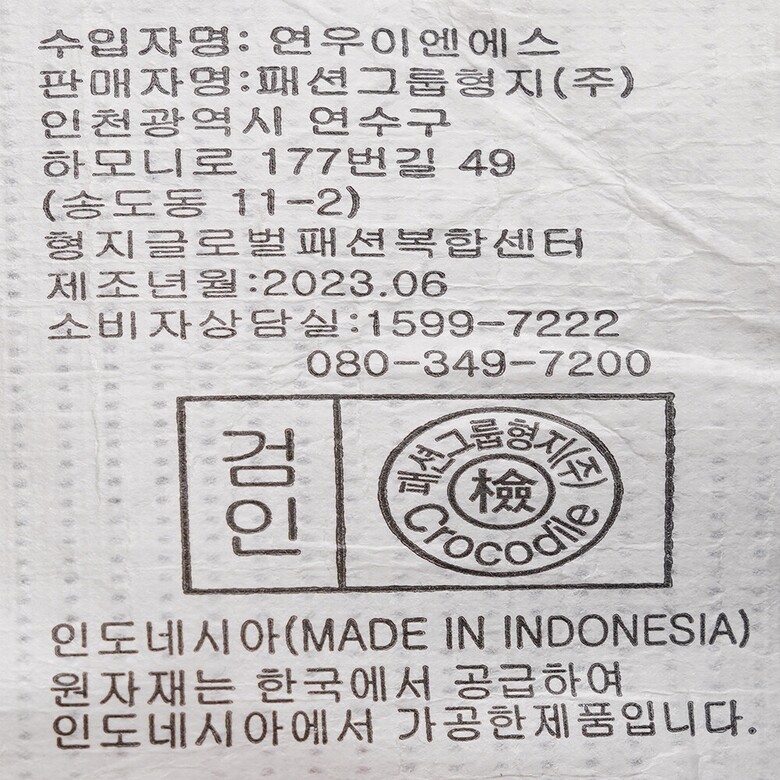 수입자명: 연우이엔에스
판매자명:패션그룹형지(주)
인천광역시 연수구
하모니로 177번길 49
(송도동 11-2)
형지글로벌패션복합센터
제조년월:2023.06
소비자상담실:1599-7222
080-349-7200
검인
패션그룹형지(주)
檢
Crocodile
인도네시아(MADE IN INDONESIA)
원자재는 한국에서 공급하여
인도네시아에서 가공한제품입니다.